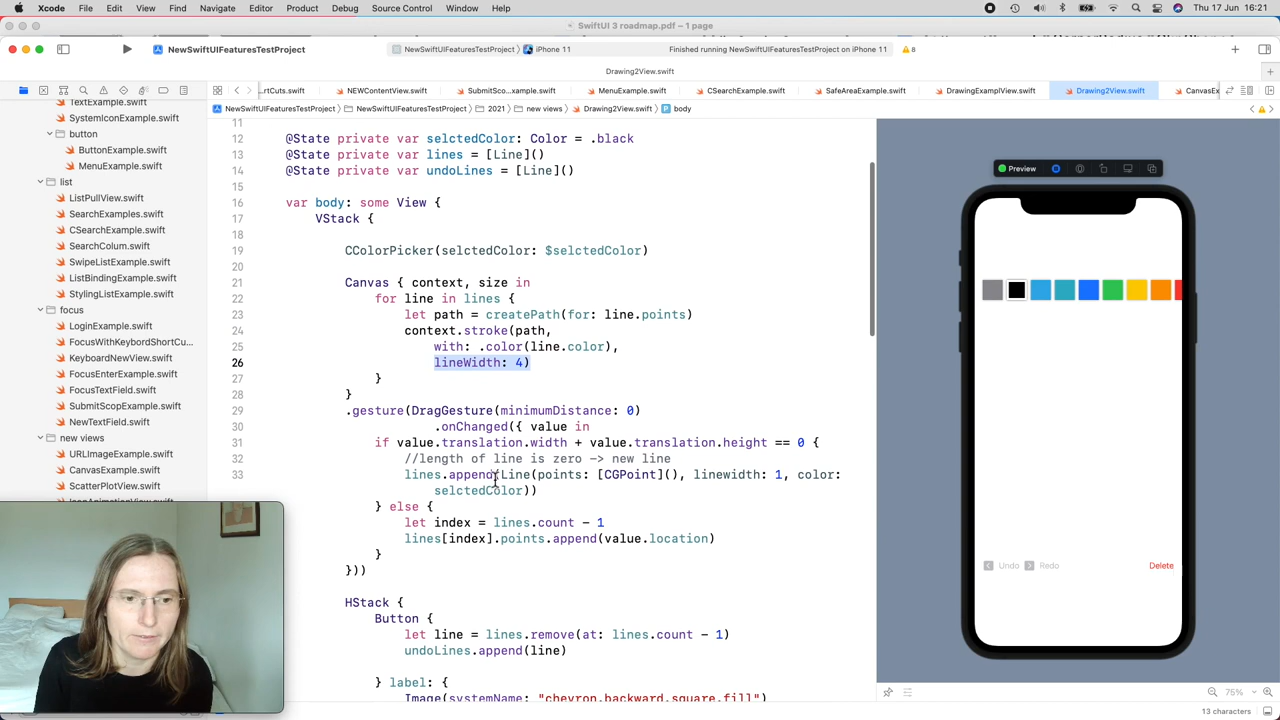 Xcode File Edit View Find Navigate Editor Product Debug Source Control Window Help Thu 17 Jun 16:21
SwiftUI 3 roadmap.pdf – 1 page
NewSwiftUIFeaturesTestProject NewSwiftUIFeaturesTestProject iPhone 11 Finished running NewSwiftUIFeaturesTestProject on iPhone 11 8
Drawing2View.swift
rtCuts.swift NEWContentView.swift SubmitSco...xample.swift MenuExample.swift CSearchExample.swift SafeAreaExample.swift DrawingExamplView.swift Drawing2View.swift CanvasEx
NewSwiftUIFeaturesTestProject NewSwiftUIFeaturesTestProject 2021 new views Drawing2View.swift body
TextExample.swift
SystemIconExample.swift
button
ButtonExample.swift
MenuExample.swift
list
ListPullView.swift
SearchExamples.swift
CSearchExample.swift
SearchColum.swift
SwipeListExample.swift
ListBindingExample.swift
StylingListExample.swift
focus
LoginExample.swift
FocusWithKeybordShortCu...
KeyboardNewView.swift
FocusEnterExample.swift
FocusTextField.swift
SubmitScopExample.swift
NewTextField.swift
new views
URLImageExample.swift
CanvasExample.swift
ScatterPlotView.swift
11
12 @State private var selctedColor: Color = .black
13 @State private var lines = [Line]()
14 @State private var undoLines = [Line]()
15
16 var body: some View {
17 VStack {
18
19 CColorPicker(selctedColor: $selctedColor)
20
21 Canvas { context, size in
22 for line in lines {
23 let path = createPath(for: line.points)
24 context.stroke(path,
25 with: .color(line.color),
26 lineWidth: 4)
27 }
28 }
29 .gesture(DragGesture(minimumDistance: 0)
30 .onChanged({ value in
31 if value.translation.width + value.translation.height == 0 {
32 //length of line is zero -> new line
33 lines.append(Line(points: [CGPoint](), linewidth: 1, color:
selctedColor))
} else {
let index = lines.count - 1
lines[index].points.append(value.location)
}
}))
HStack {
Button {
let line = lines.remove(at: lines.count - 1)
undoLines.append(line)
} label: {
Image(systemName: "chevron.backward.square.fill")
Preview
Undo Redo Delete
75%
13 characters